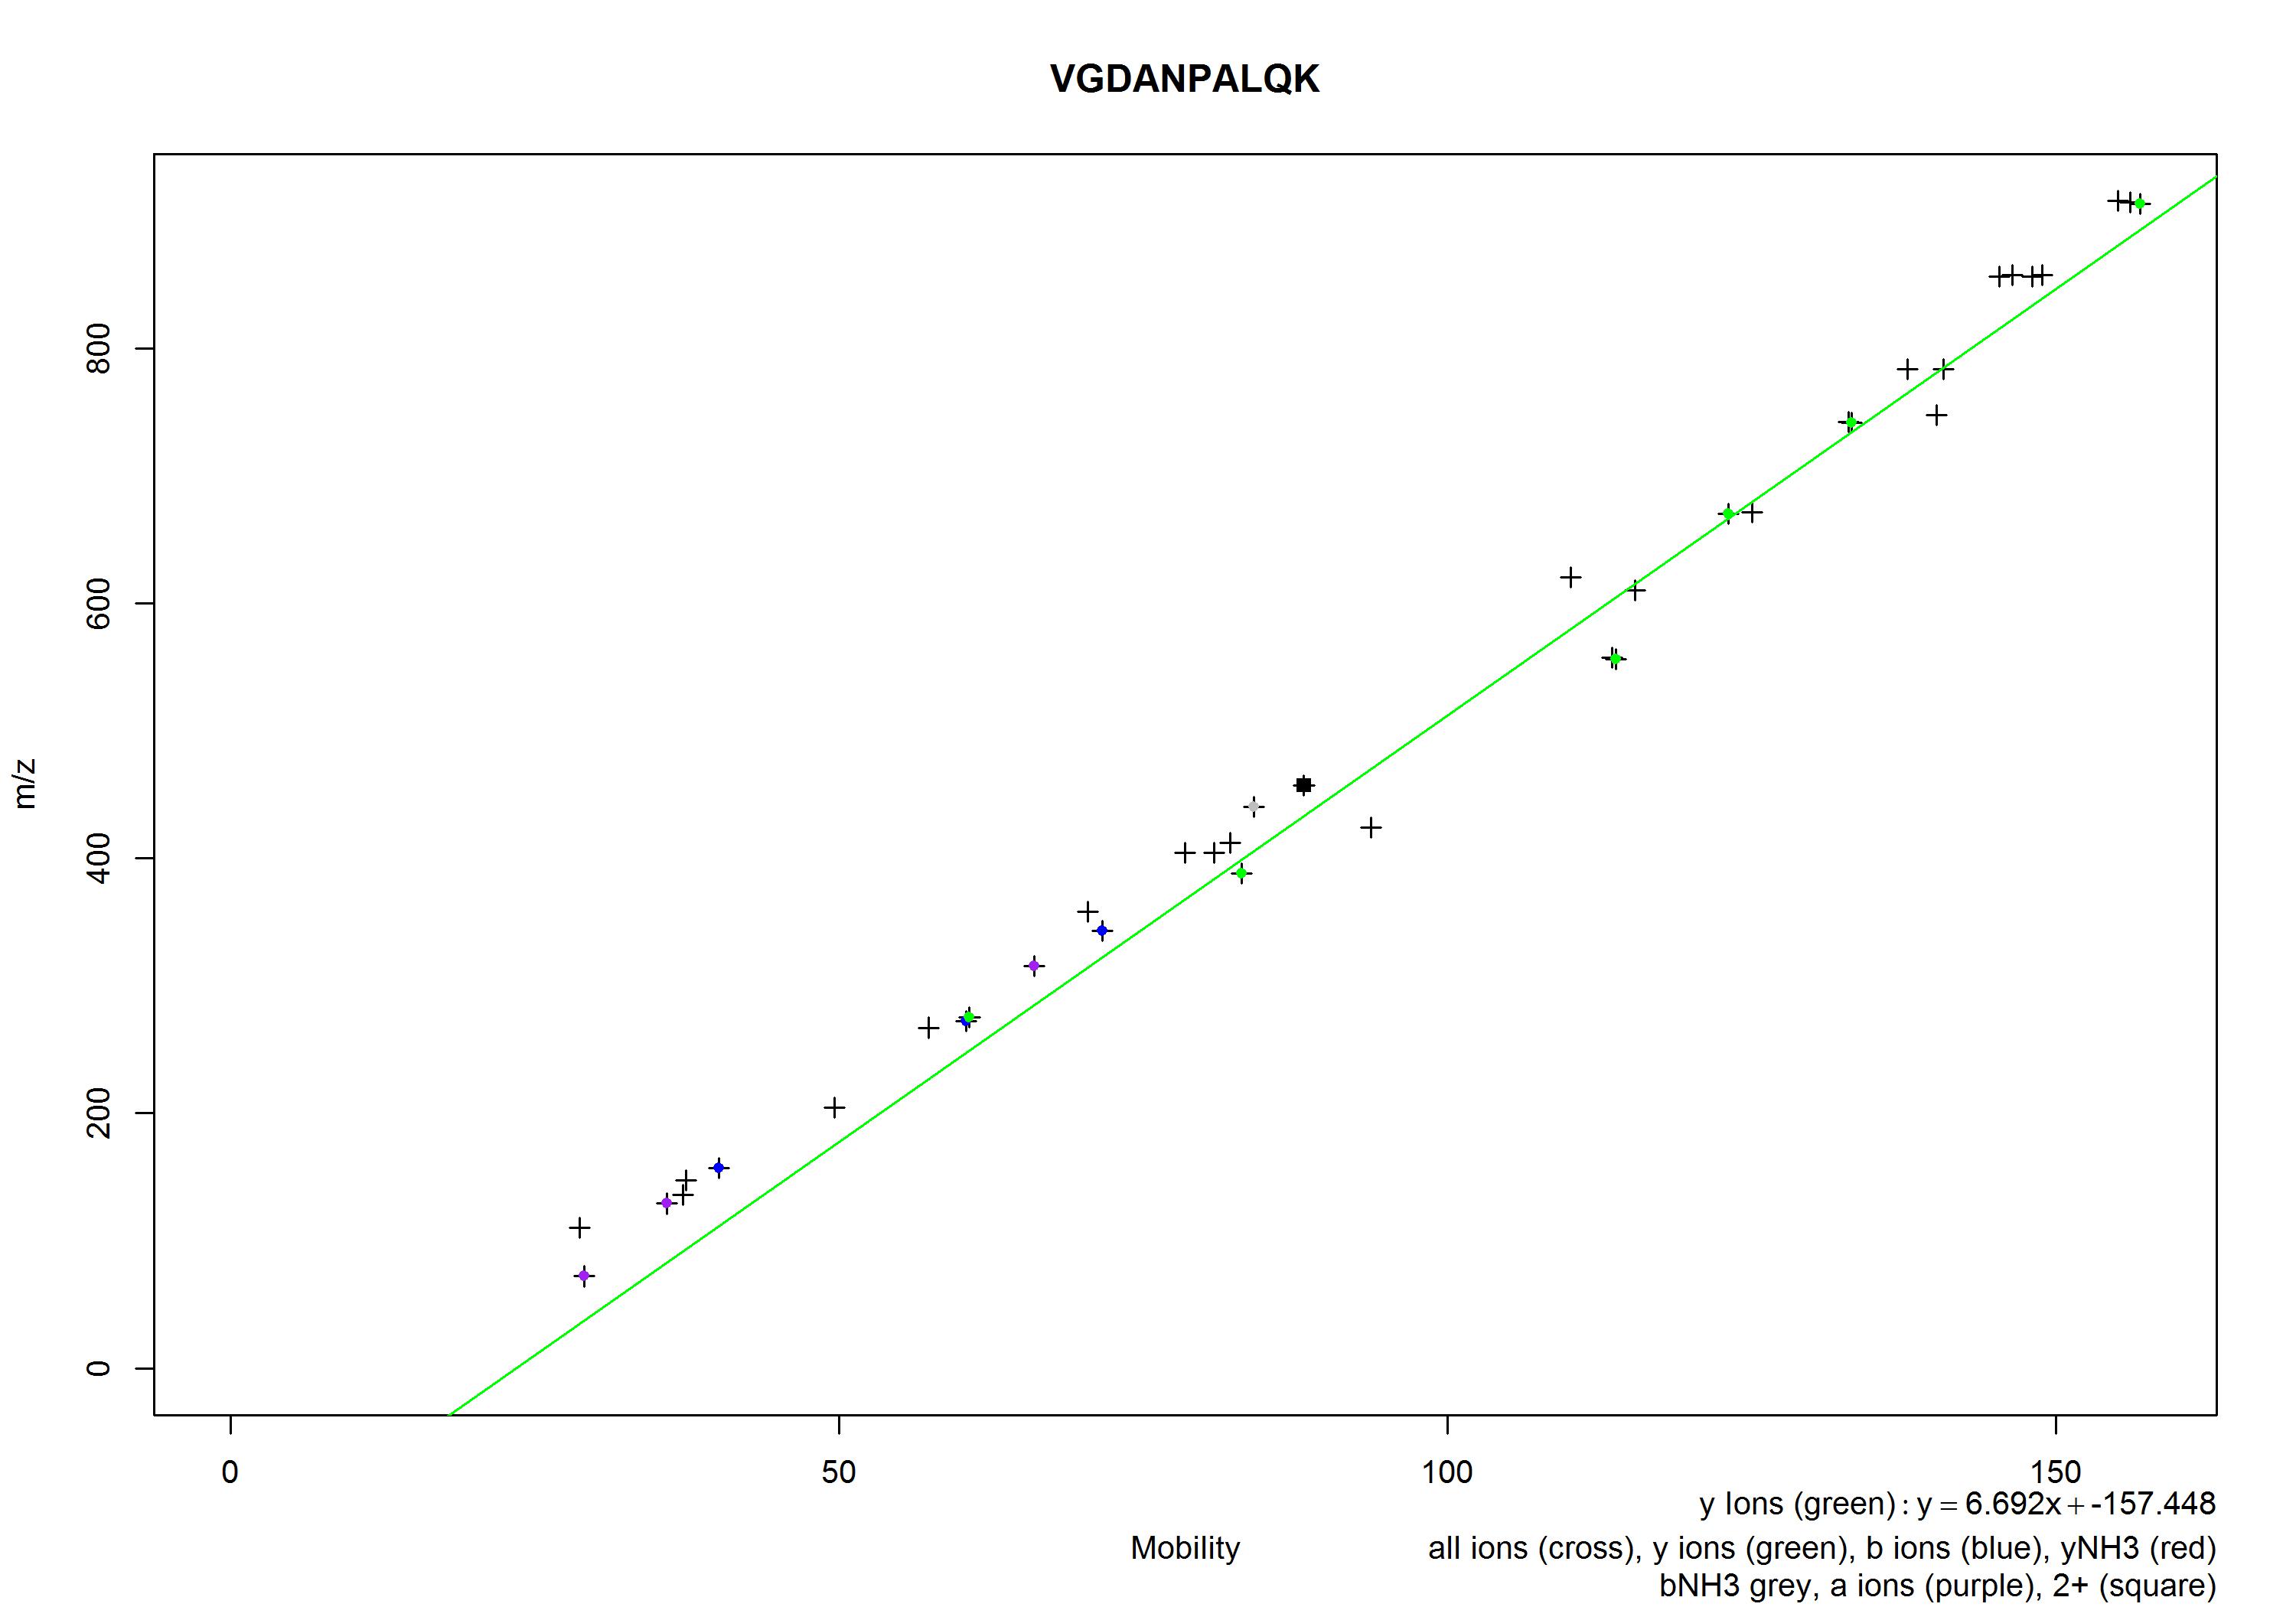 VGDANPALQK
800
600
400
200
0
m/z
0 50 100 150
y Ions (green) : y = 6.692x + -157.448
Mobility all ions (cross), y ions (green), b ions (blue), yNH3 (red)
bNH3 grey, a ions (purple), 2+ (square)